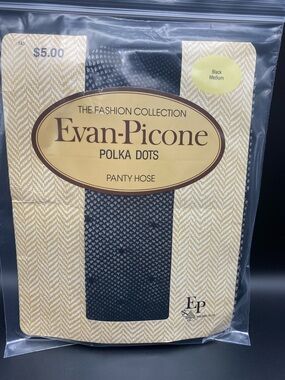 $5.00
Black
Medium
THE FASHION COLLECTION
Evan-Picone
POLKA DOTS
PANTY HOSE
EP